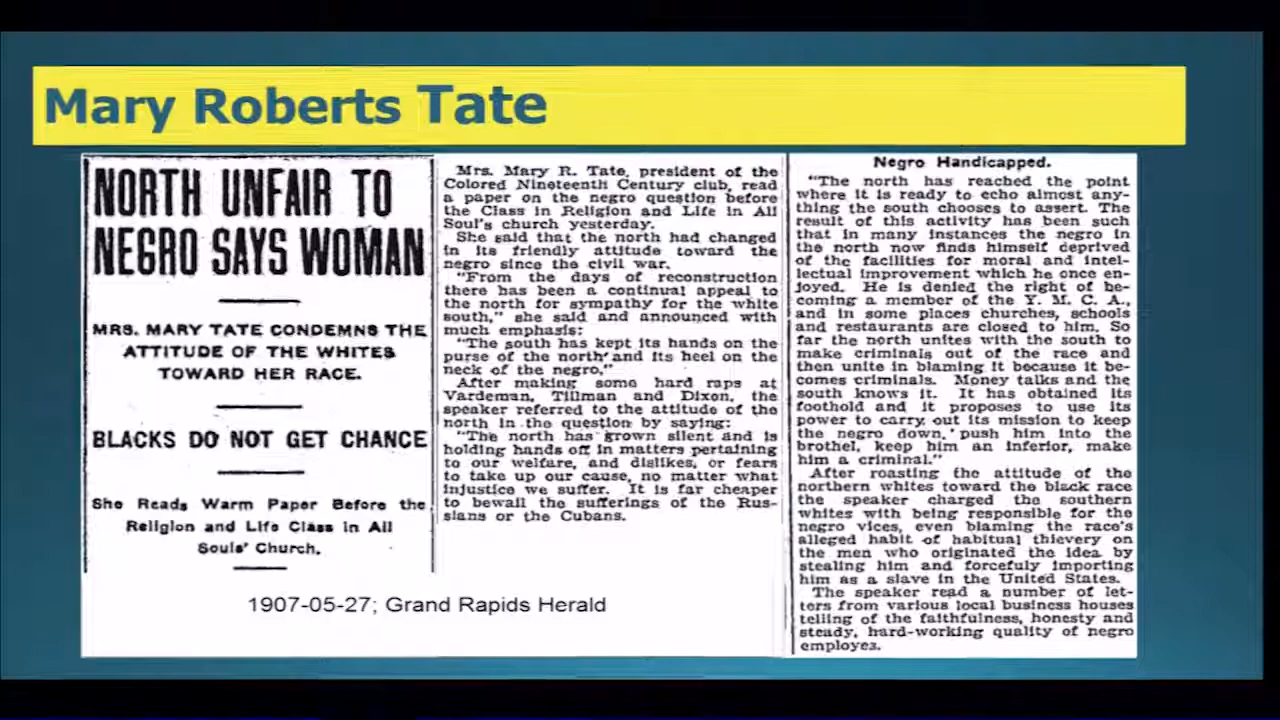 Mary Roberts Tate
NORTH UNFAIR TO
NEGRO SAYS WOMAN
MRS. MARY TATE CONDEMNS THE
ATTITUDE OF THE WHITES
TOWARD HER RACE.
BLACKS DO NOT GET CHANCE
She Reads Warm Paper Before the
Religion and Life Class in All
Souls' Church.
Mrs. Mary R. Tate, president of the
Colored Nineteenth Century club, read
a paper on the negro question before
the Class in Religion and Life in All
Soul's church yesterday.
She said that the north had changed
in its friendly attitude toward the
negro since the civil war.
"From the days of reconstruction
there has been a continual appeal to
the north for sympathy for the white
south," she said and announced with
much emphasis:
"The south has kept its hands on the
purse of the north and its heel on the
neck of the negro."
After making some hard raps at
Vardeman, Tillman and Dixon, the
speaker referred to the attitude of the
north in the question by saying:
"The north has grown silent and is
holding hands off in matters pertaining
to our welfare, and dislikes, or fears
to take up our cause, no matter what
injustice we suffer. It is far cheaper
to bewail the sufferings of the Rus-
sians or the Cubans.
Negro Handicapped.
"The north has reached the point
where it is ready to echo almost any-
thing the south chooses to assert. The
result of this activity has been such
that in many instances the negro in
the north now finds himself deprived
of the facilities for moral and intel-
lectual improvement which he once en-
joyed. He is denied the right of be-
coming a member of the Y. M. C. A.,
and in some places churches, schools
and restaurants are closed to him. So
far the north unites with the south to
make criminals out of the race and
then unite in blaming it because it be-
comes criminals. Money talks and the
south knows it. It has obtained its
foothold and it proposes to use its
power to carry out its mission to keep
the negro down, push him into the
brothel, keep him an inferior, make
him a criminal."
After roasting the attitude of the
northern whites toward the black race
the speaker charged the southern
whites with being responsible for the
negro vices, even blaming the race's
alleged habit of habitual thievery on
the men who originated the idea by
stealing him and forcefuly importing
him as a slave in the United States.
The speaker read a number of let-
ters from various local business houses
telling of the faithfulness, honesty and
steady, hard-working quality of negro
employes.
1907-05-27; Grand Rapids Herald